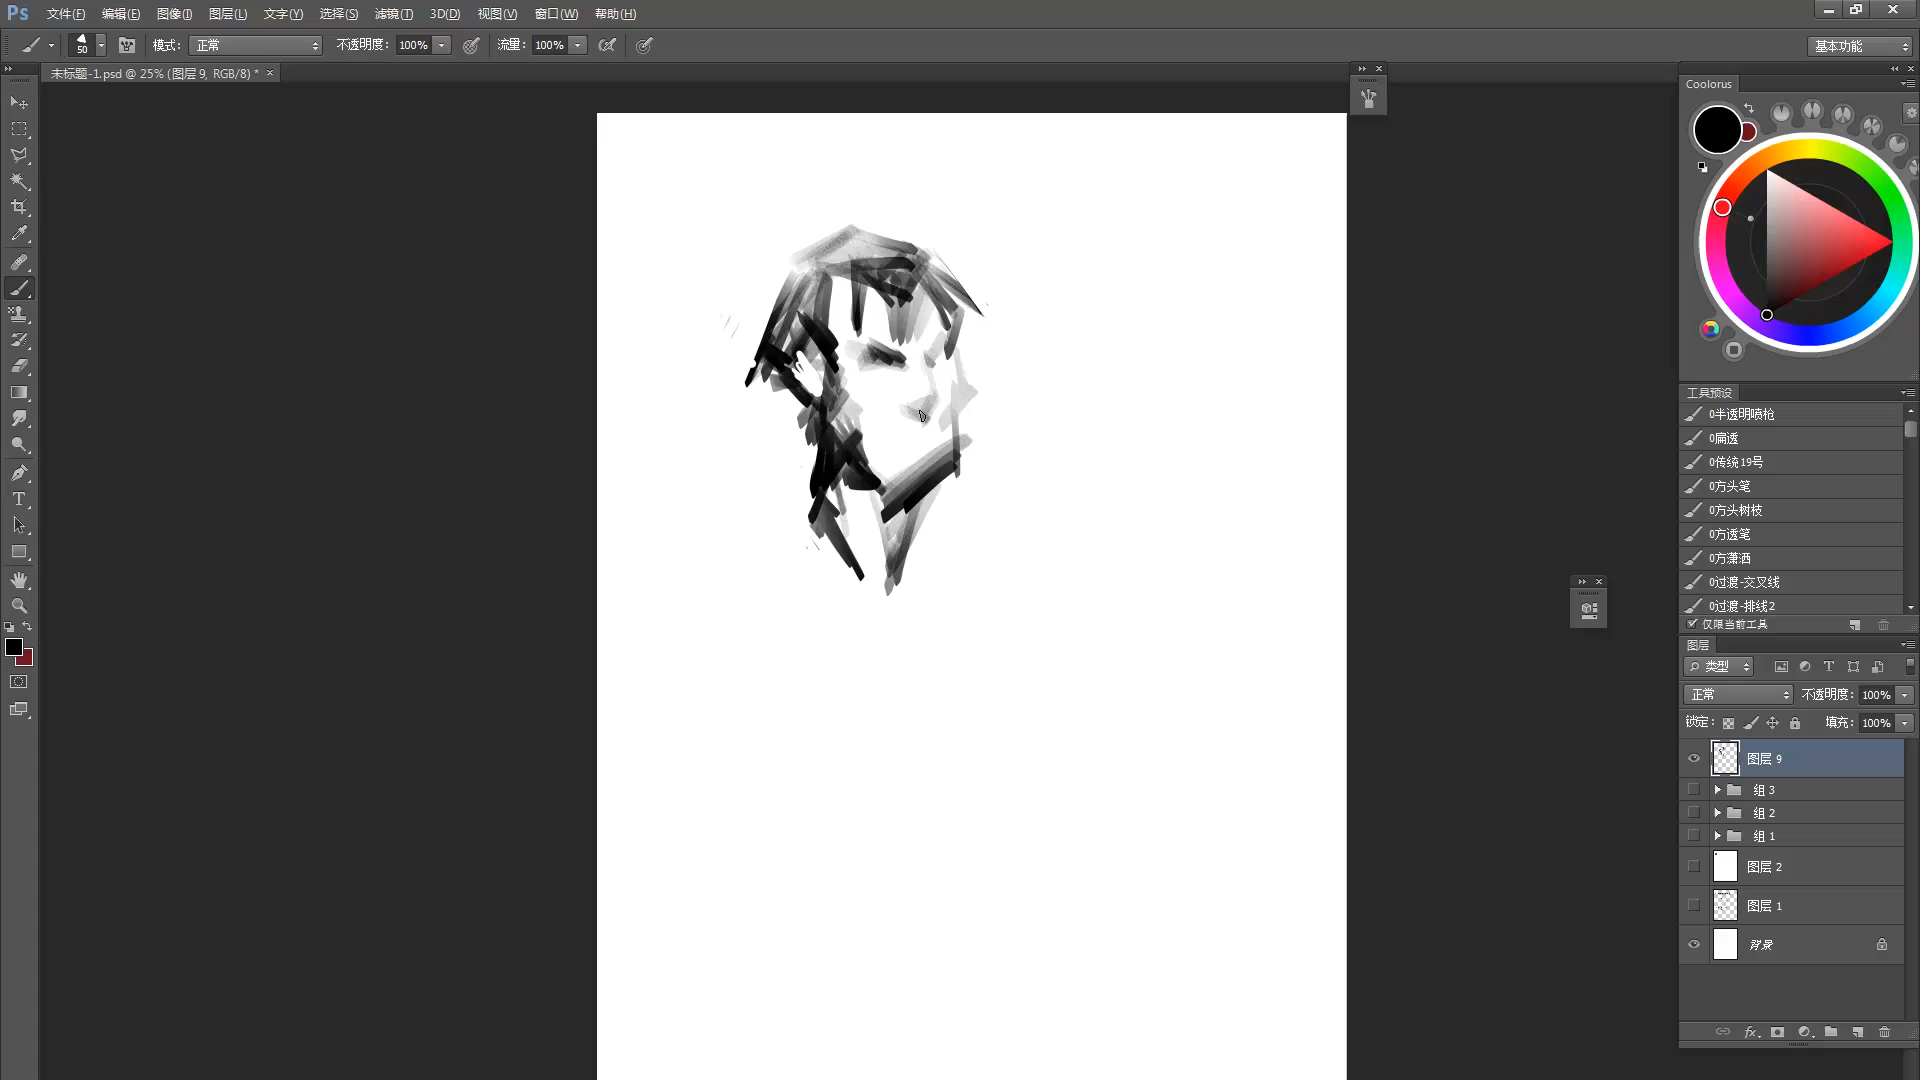 Ps 文件(F) 编辑(E) 图像(I) 图层(L) 文字(Y) 选择(S) 滤镜(T) 3D(D) 视图(V) 窗口(W) 帮助(H)
50 模式: 正常 不透明度: 100% 流量: 100% 基本功能
未标题-1.psd @ 25% (图层 9, RGB/8) * ×
Coolorus
工具预设
0半透明喷枪
0扁透
0传统19号
0方头笔
0方头树枝
0方透笔
0方潇洒
0过渡-交叉线
0过渡-排线2
仅限当前工具
图层
类型
正常 不透明度: 100%
锁定: 填充: 100%
图层 9
组 3
组 2
组 1
图层 2
图层 1
背景
fx